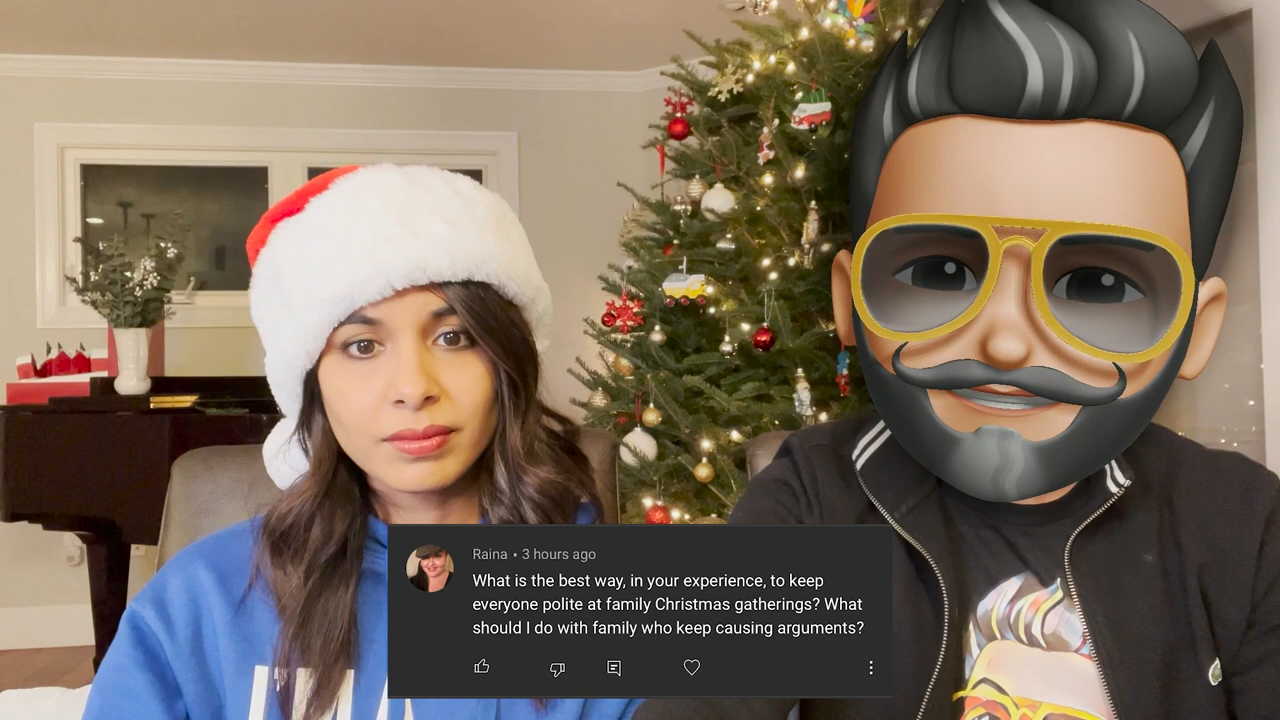 Raina • 3 hours ago
What is the best way, in your experience, to keep
everyone polite at family Christmas gatherings? What
should I do with family who keep causing arguments?